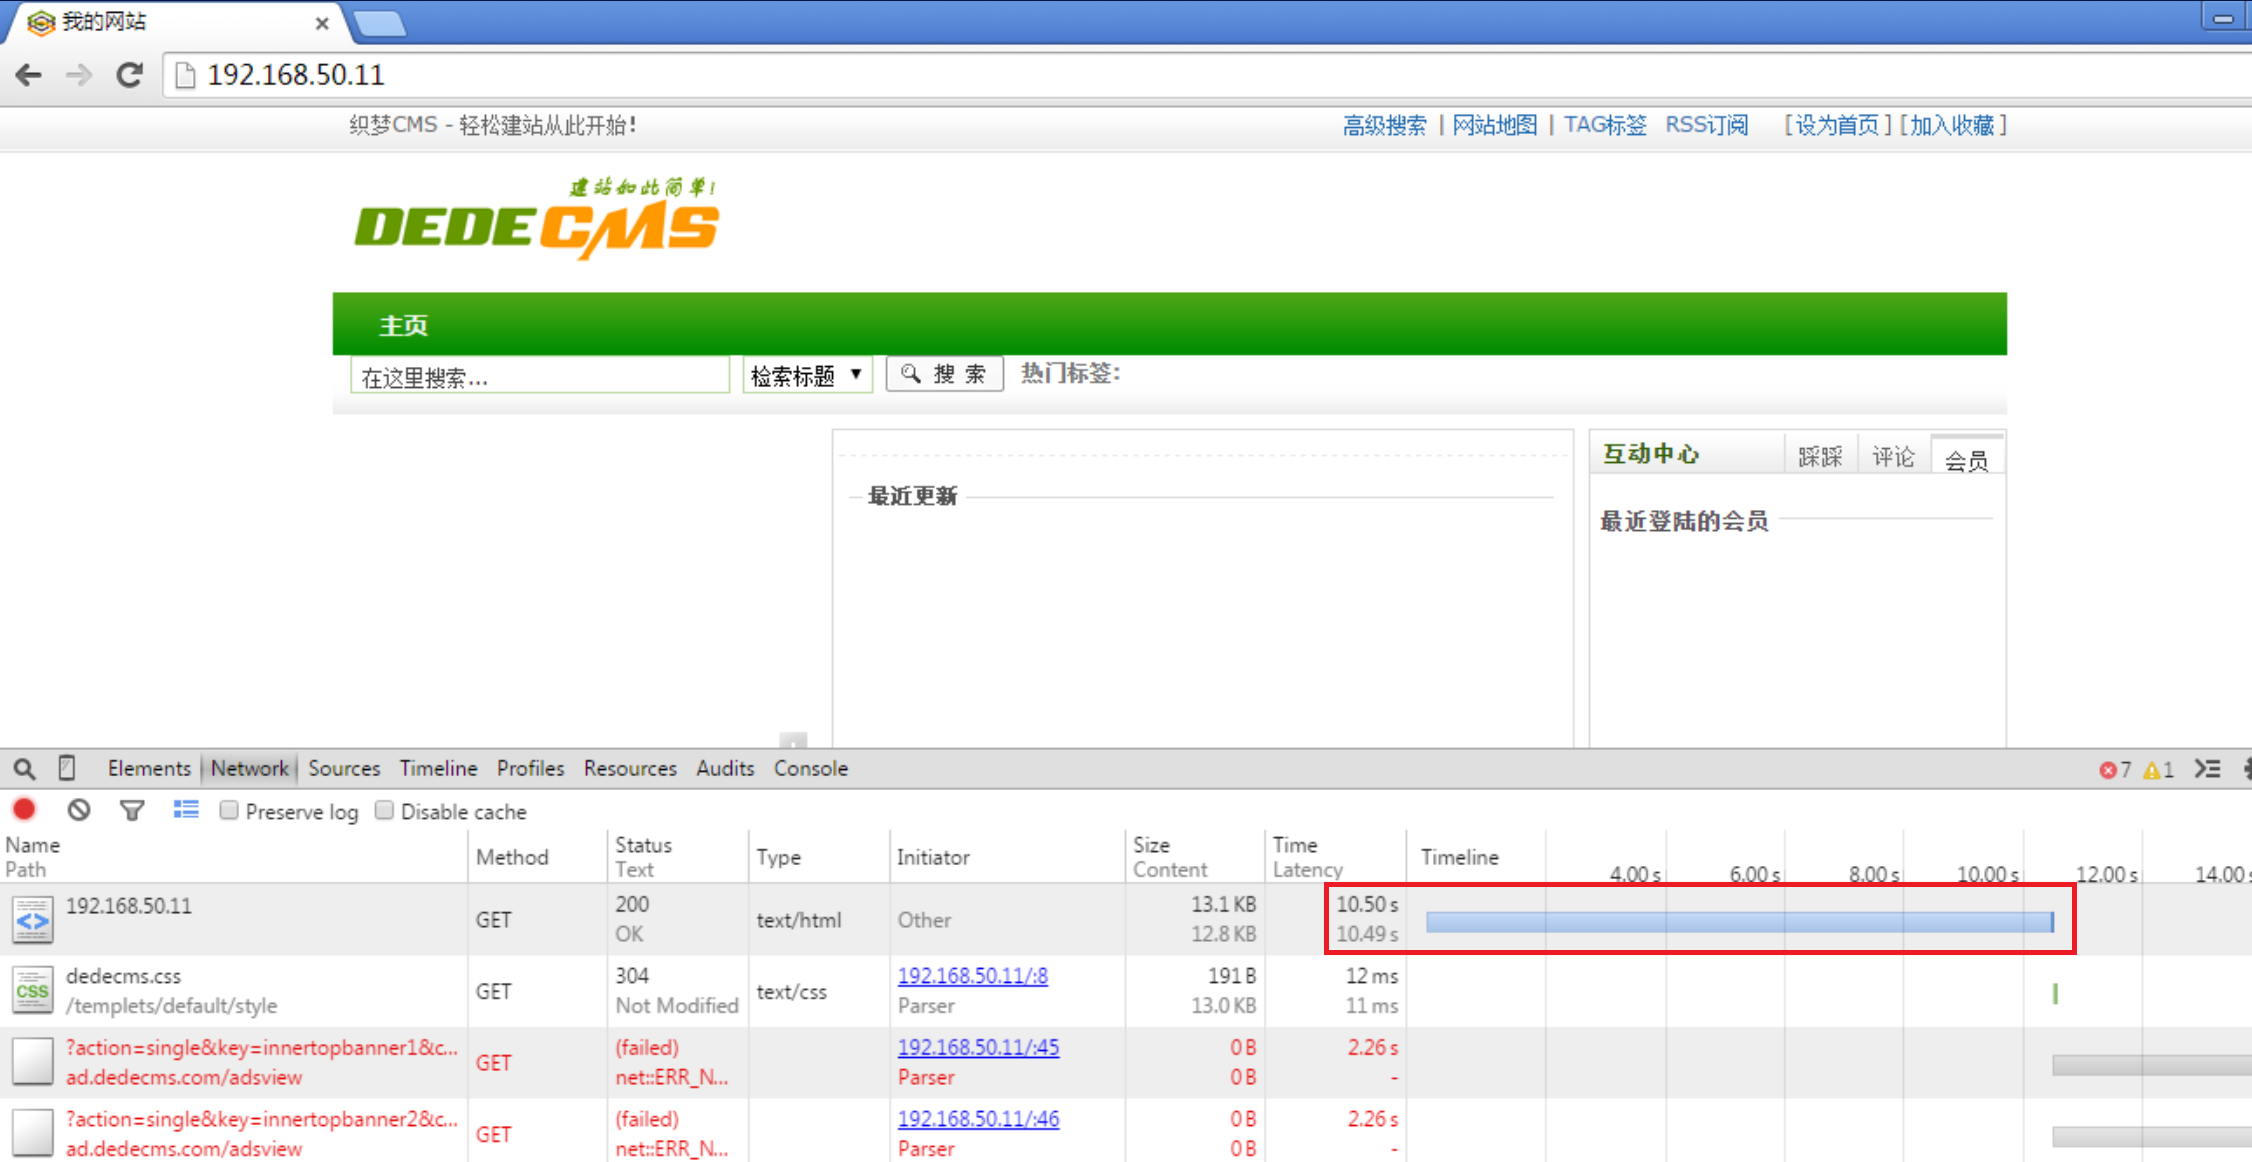 我的网站
192.168.50.11
织梦CMS - 轻松建站从此开始！
高级搜索 | 网站地图 | TAG标签 RSS订阅 [设为首页] [加入收藏]
建站如此简单！
DEDECMS
主页
在这里搜索... 检索标题 搜 索 热门标签：
互动中心 踩踩 评论 会员
最近更新
最近登陆的会员
Elements Network Sources Timeline Profiles Resources Audits Console 7 1
Preserve log Disable cache
Name Path Method Status Text Type Initiator Size Content Time Latency Timeline 4.00 s 6.00 s 8.00 s 10.00 s 12.00 s 14.00 s
192.168.50.11 GET 200 text/html Other 13.1 KB 10.50 s
OK 12.8 KB 10.49 s
dedecms.css GET 304 text/css 192.168.50.11/:8 191 B 12 ms
/templets/default/style Not Modified Parser 13.0 KB 11 ms
?action=single&key=innertopbanner1&c... GET (failed) 192.168.50.11/:45 0 B 2.26 s
ad.dedecms.com/adsview net::ERR_N... Parser 0 B -
?action=single&key=innertopbanner2&c... GET (failed) 192.168.50.11/:46 0 B 2.26 s
ad.dedecms.com/adsview net::ERR_N... Parser 0 B -